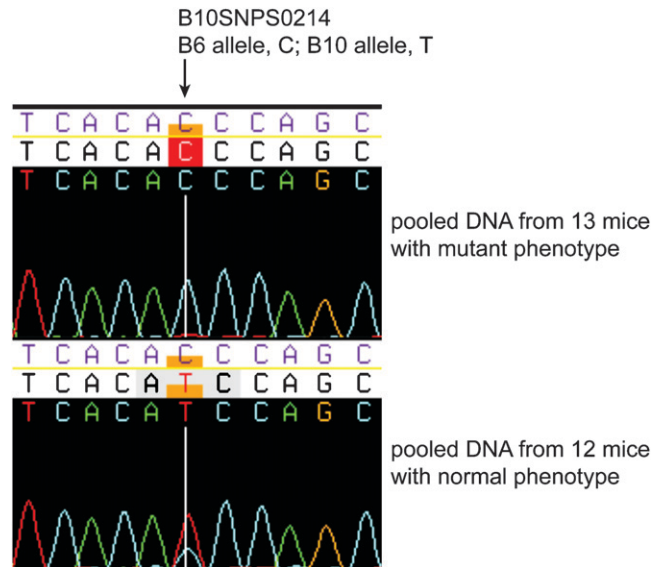 B10SNPS0214
B6 allele, C; B10 allele, T
T C A C A C C C A G C
T C A C A C C C A G C
T C A C A C C C A G C
pooled DNA from 13 mice
with mutant phenotype
T C A C A C C C A G C
T C A C A T C C A G C
T C A C A T C C A G C
pooled DNA from 12 mice
with normal phenotype